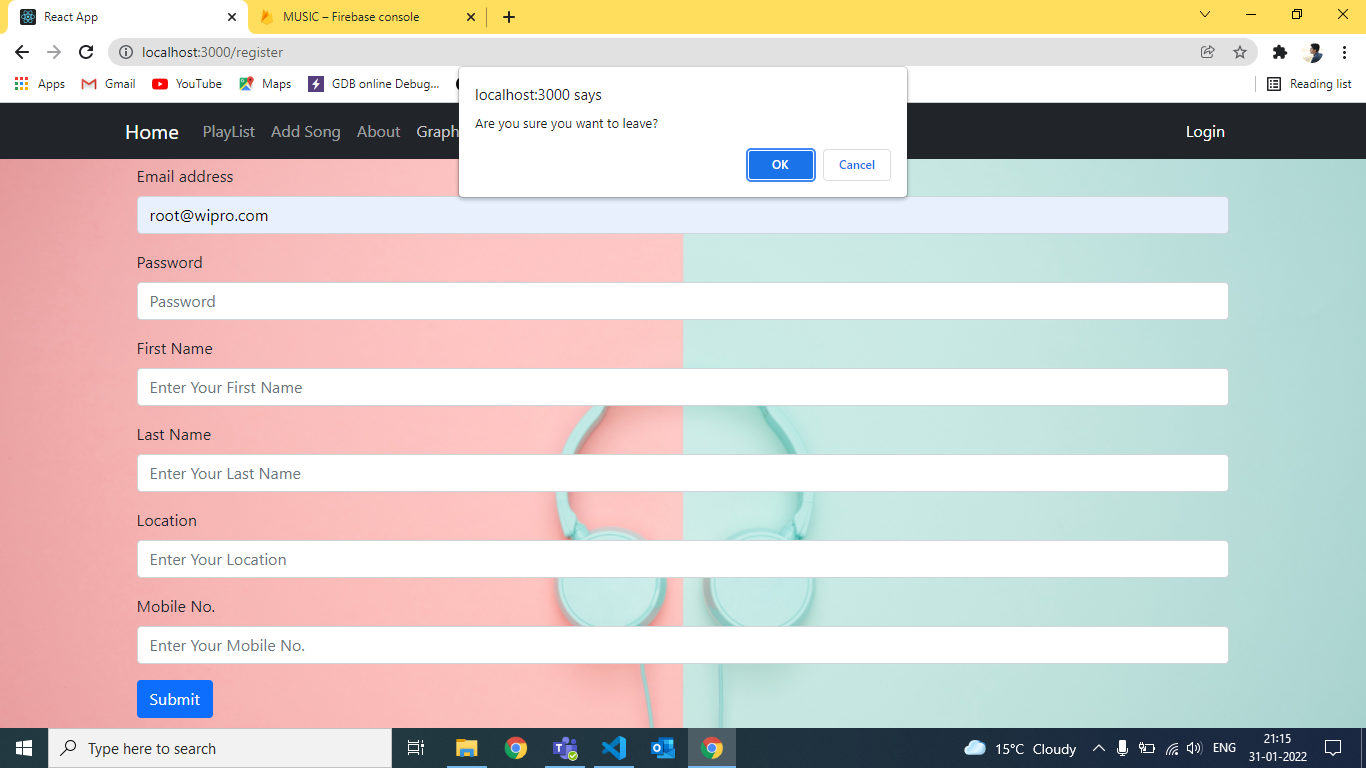 React App
MUSIC – Firebase console
localhost:3000/register
Apps
Gmail
YouTube
Maps
GDB online Debug...
Reading list
localhost:3000 says
Are you sure you want to leave?
OK
Cancel
Home
PlayList
Add Song
About
Graph
Login
Email address
root@wipro.com
Password
Password
First Name
Enter Your First Name
Last Name
Enter Your Last Name
Location
Enter Your Location
Mobile No.
Enter Your Mobile No.
Submit
Type here to search
15°C Cloudy
ENG
21:15
31-01-2022